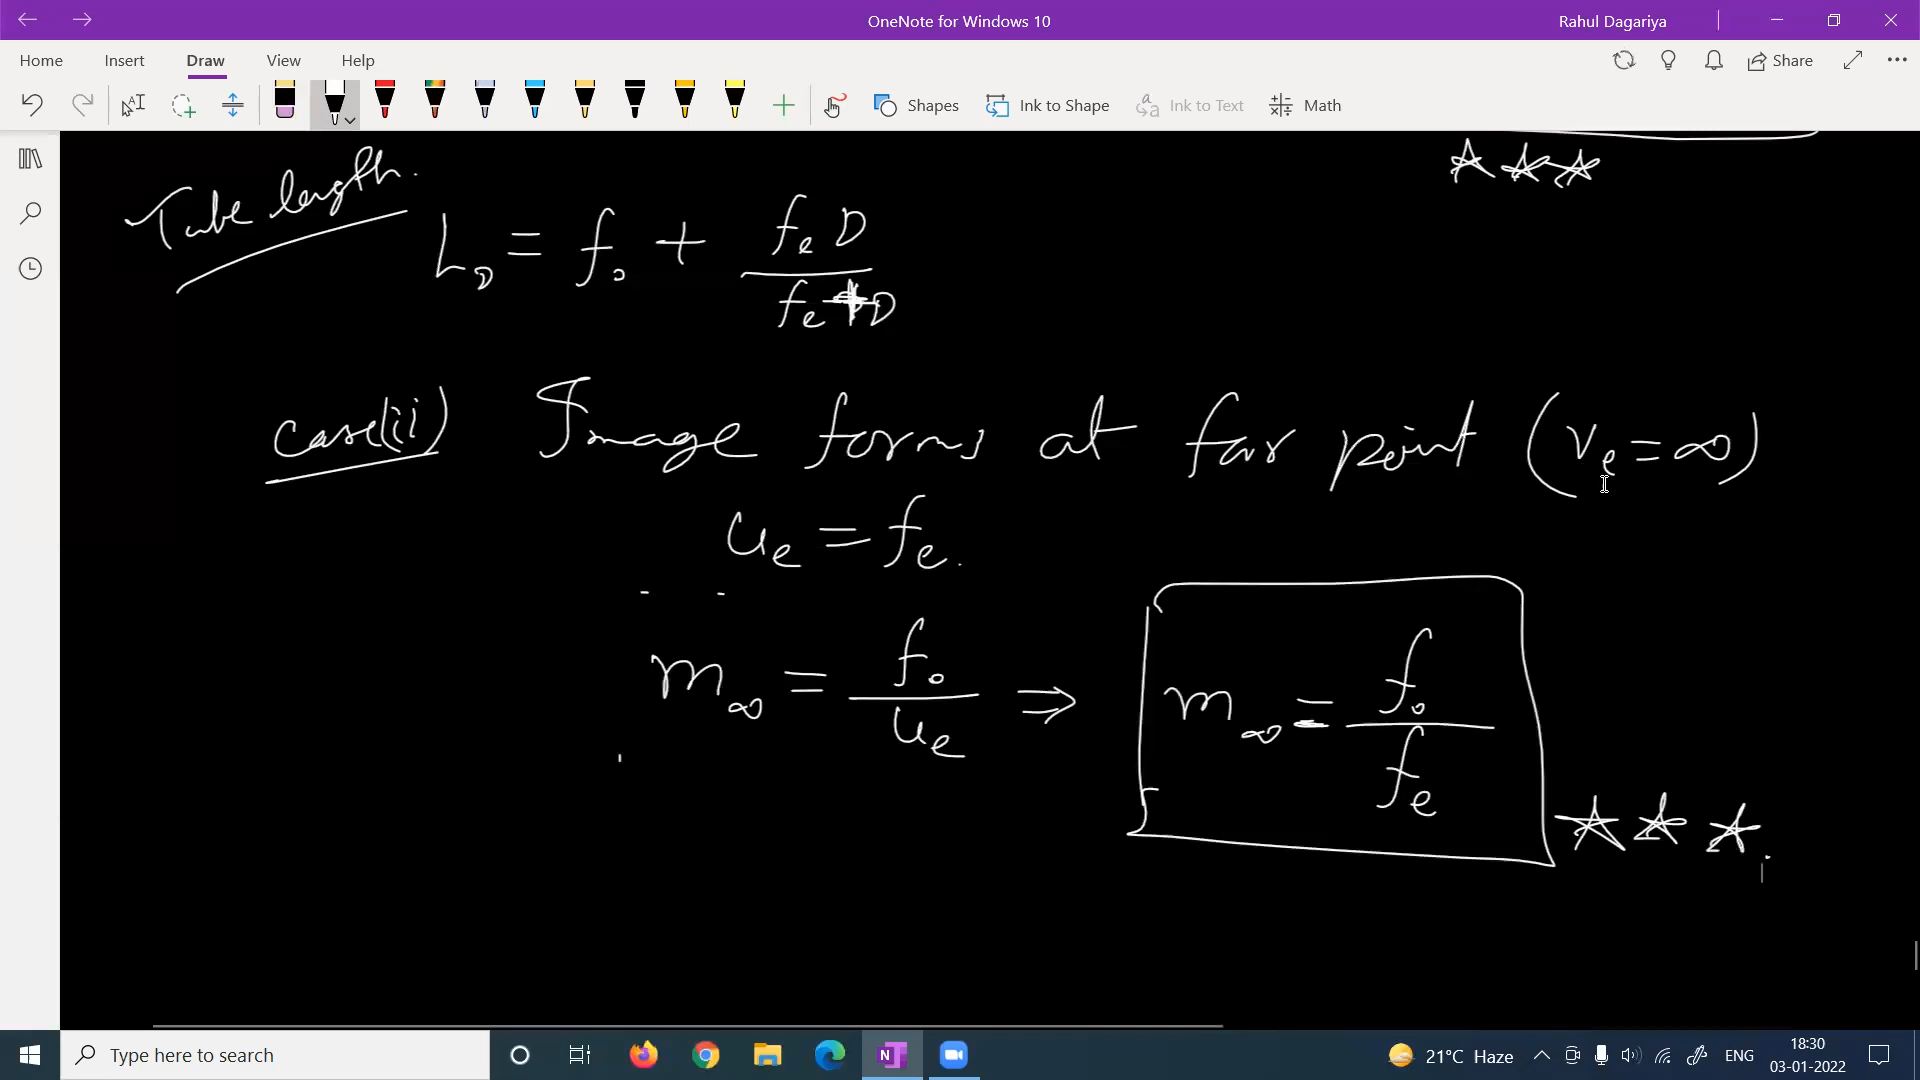 OneNote for Windows 10
Rahul Dagariya
Home Insert Draw View Help
Share
Shapes Ink to Shape Ink to Text Math
Tube length.
L_D = f_o + f_e D / f_e + D
case(ii) Image forms at far point (v_e = ∞)
u_e = f_e.
m_∞ = f_o / u_e ⇒ m_∞ = f_o / f_e
Type here to search
21°C Haze
ENG
18:30
03-01-2022